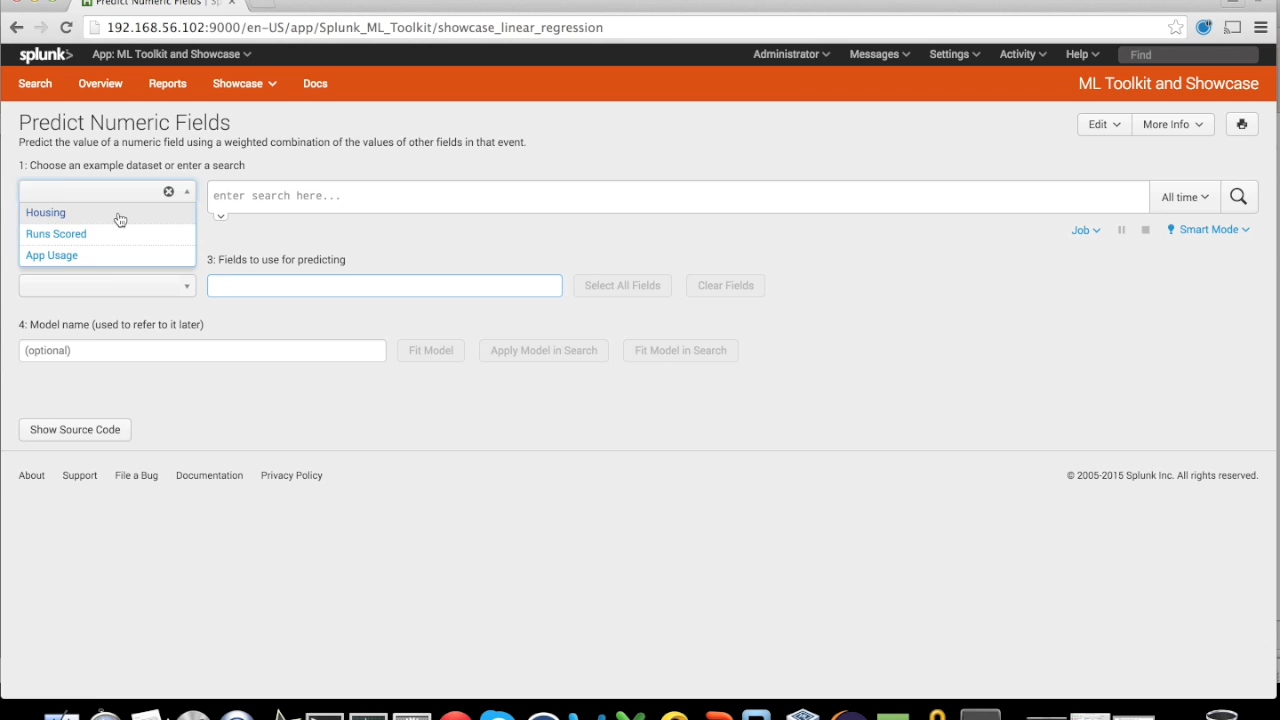 Predict Numeric Fields | Sp
192.168.56.102:9000/en-US/app/Splunk_ML_Toolkit/showcase_linear_regression
splunk> App: ML Toolkit and Showcase Administrator Messages Settings Activity Help Find
Search Overview Reports Showcase Docs ML Toolkit and Showcase
Predict Numeric Fields Edit More Info
Predict the value of a numeric field using a weighted combination of the values of other fields in that event.
1: Choose an example dataset or enter a search
enter search here... All time
Housing
Job Smart Mode
Runs Scored
App Usage
3: Fields to use for predicting
Select All Fields Clear Fields
4: Model name (used to refer to it later)
(optional) Fit Model Apply Model in Search Fit Model in Search
Show Source Code
About Support File a Bug Documentation Privacy Policy © 2005-2015 Splunk Inc. All rights reserved.